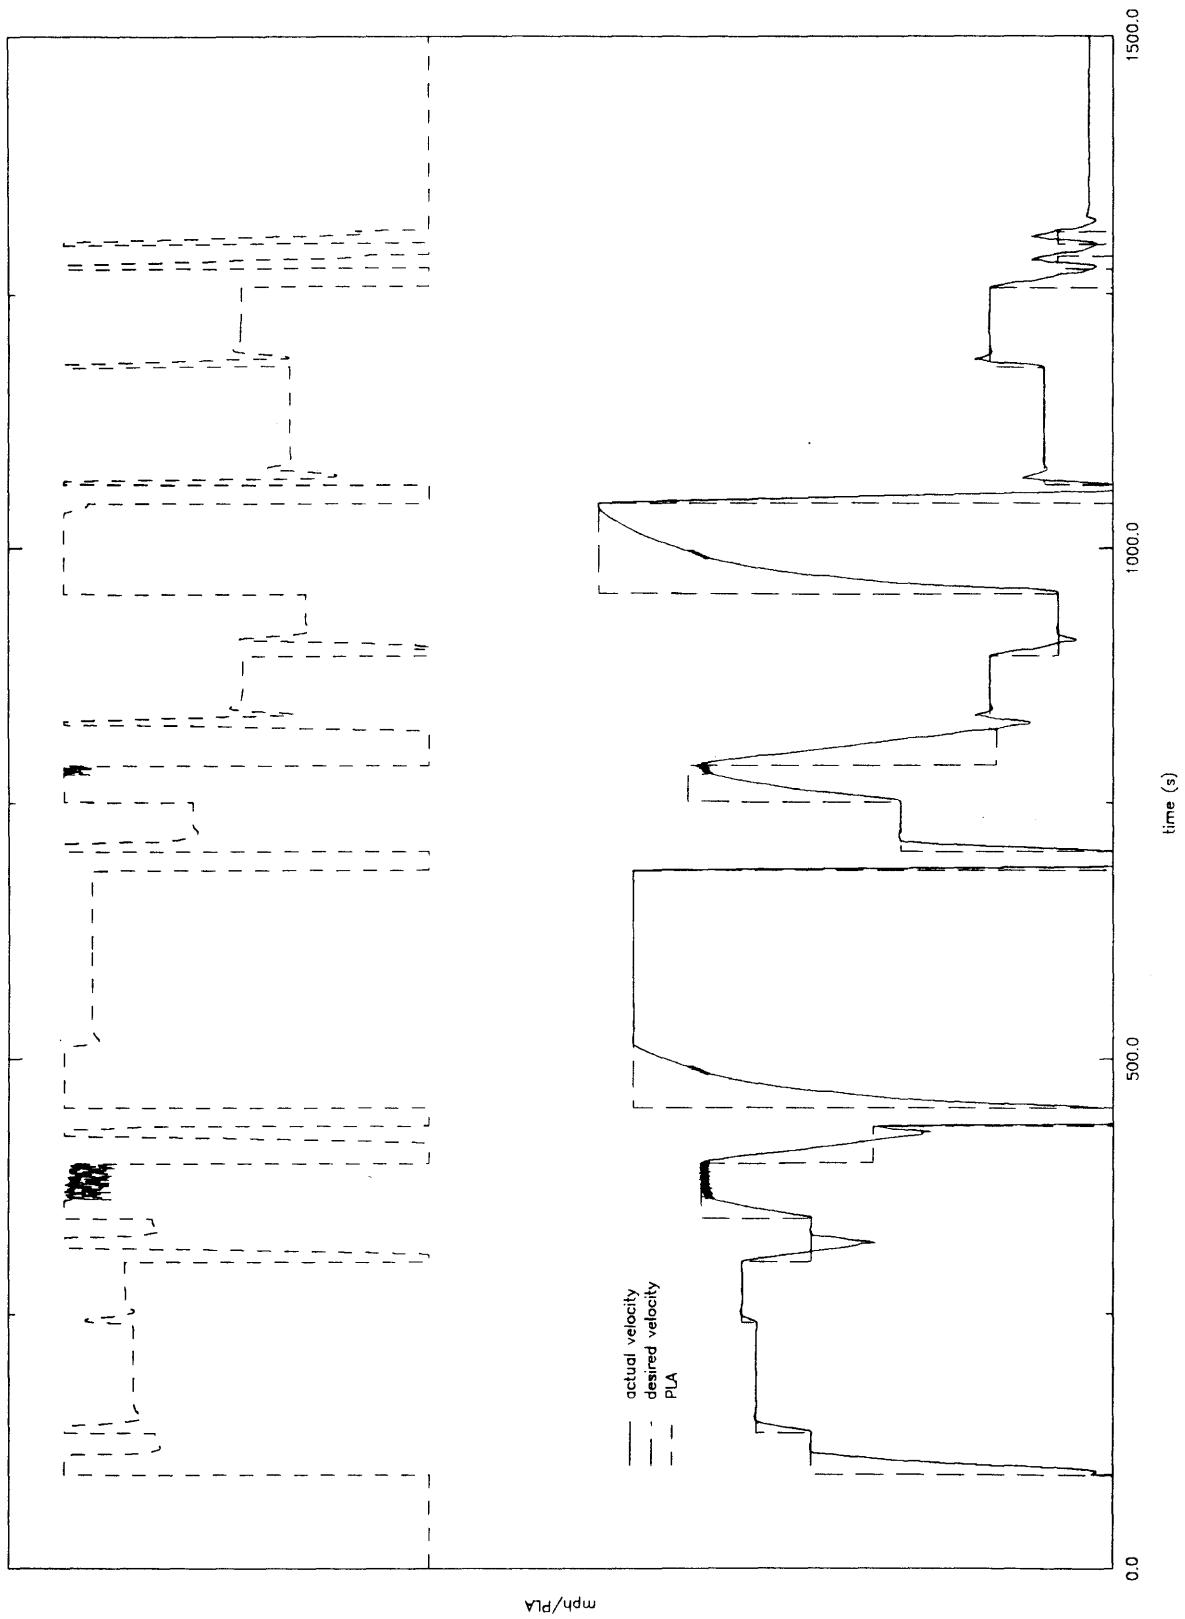 mph/PLA
actual velocity
desired velocity
PLA
0.0
500.0
1000.0
1500.0
time (s)